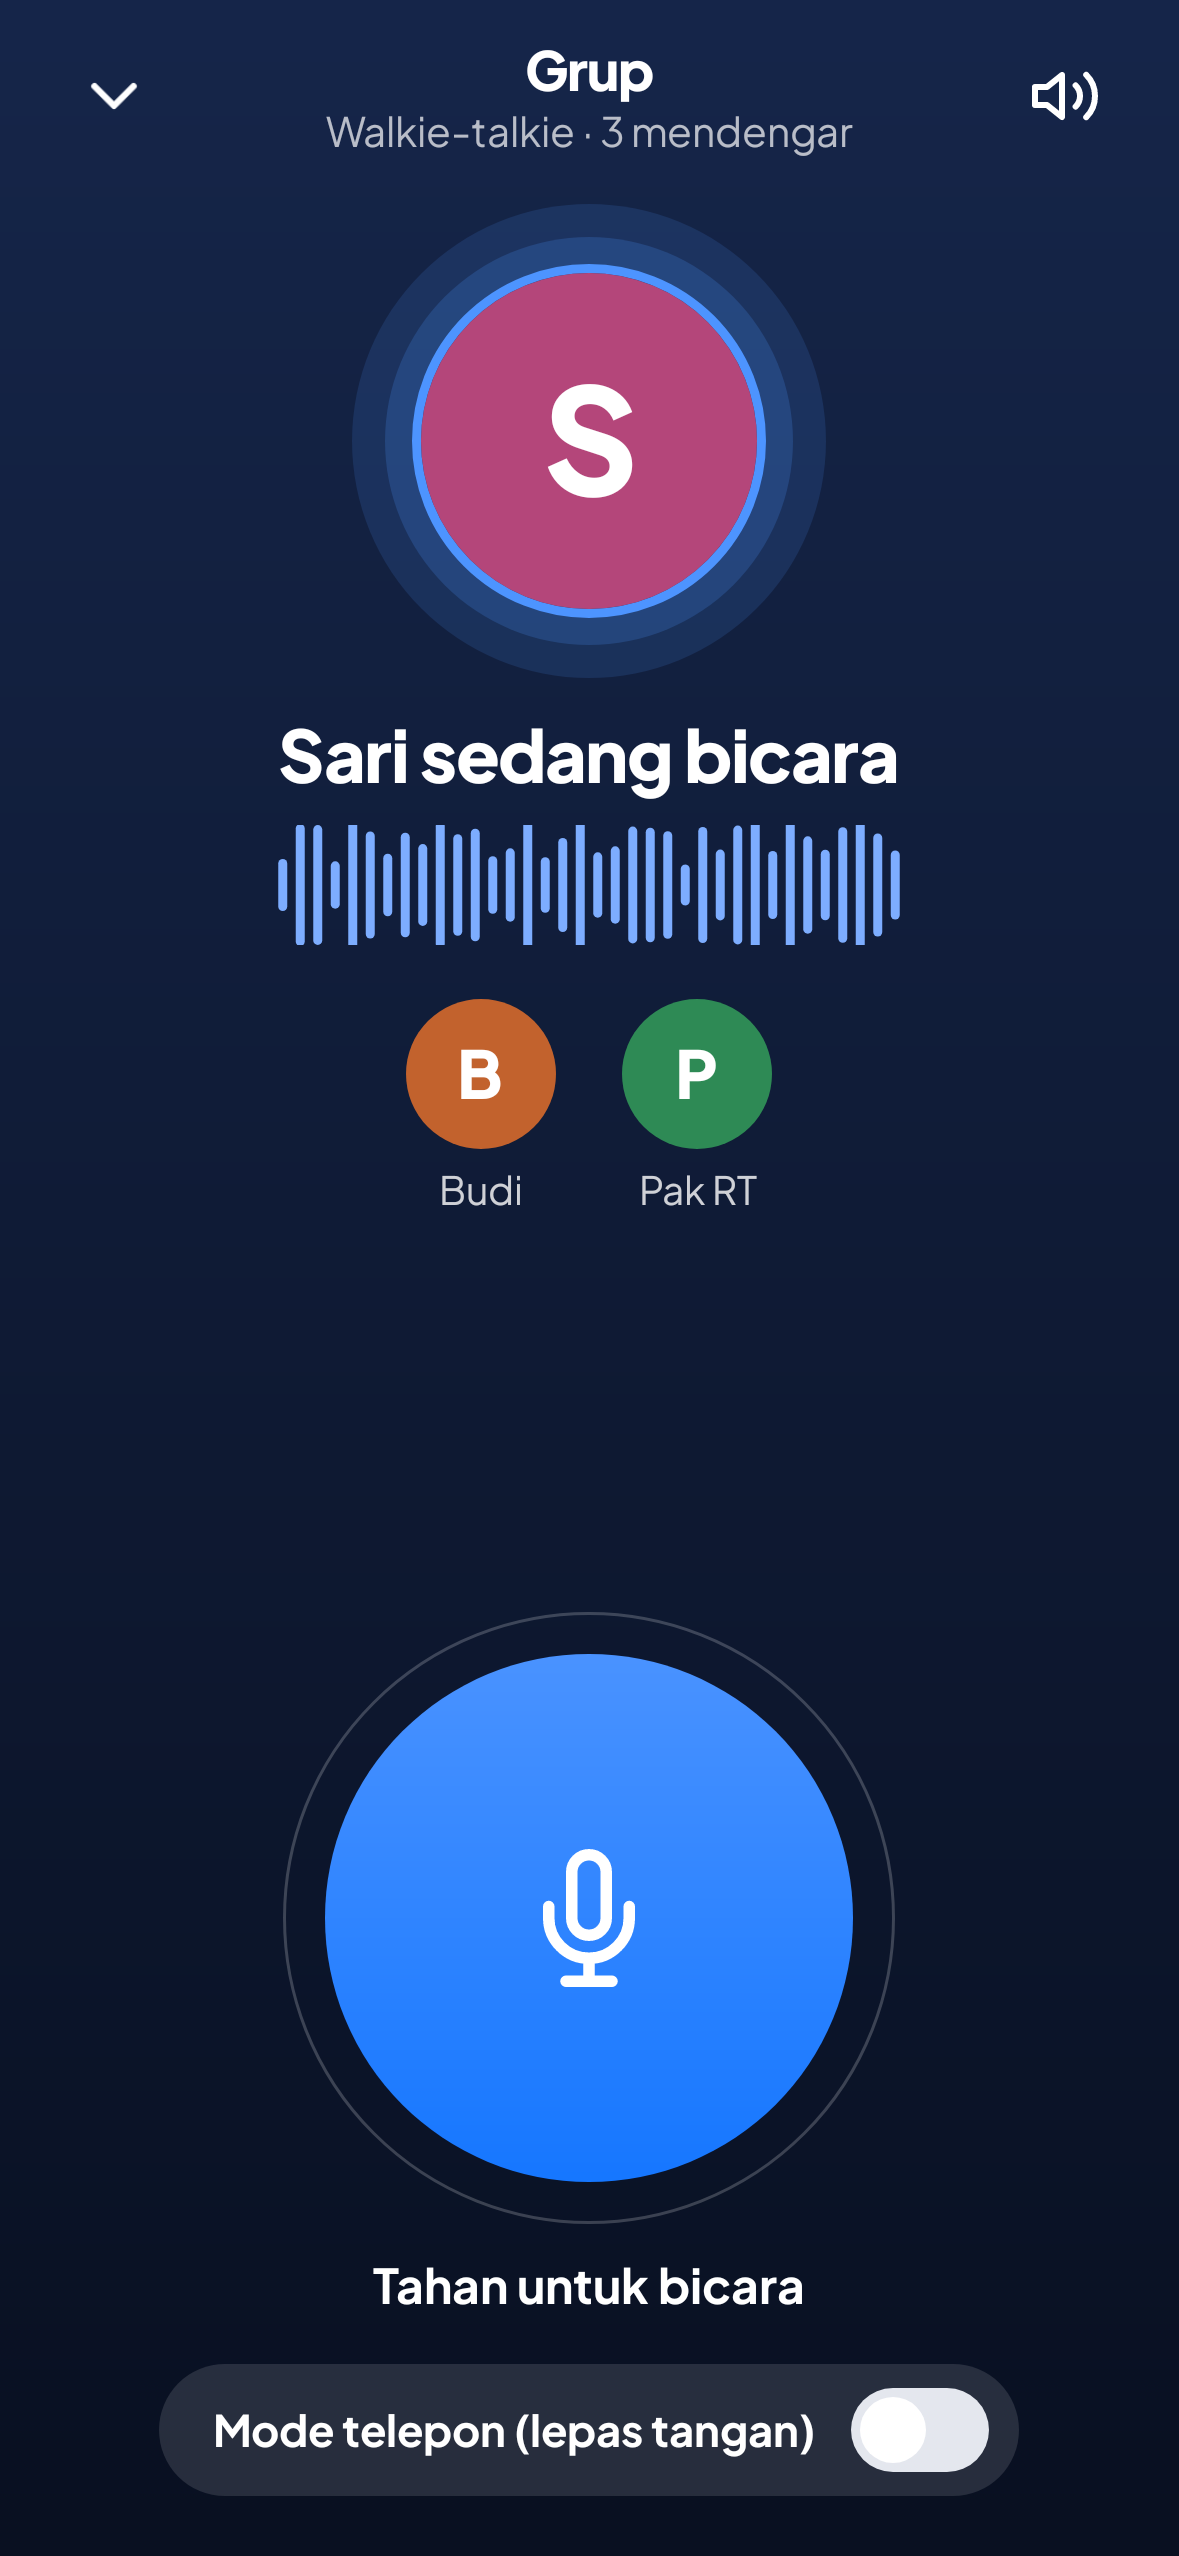 Grup
Walkie-talkie · 3 mendengar
S
Sari sedang bicara
B
P
Budi
Pak RT
Tahan untuk bicara
Mode telepon (lepas tangan)